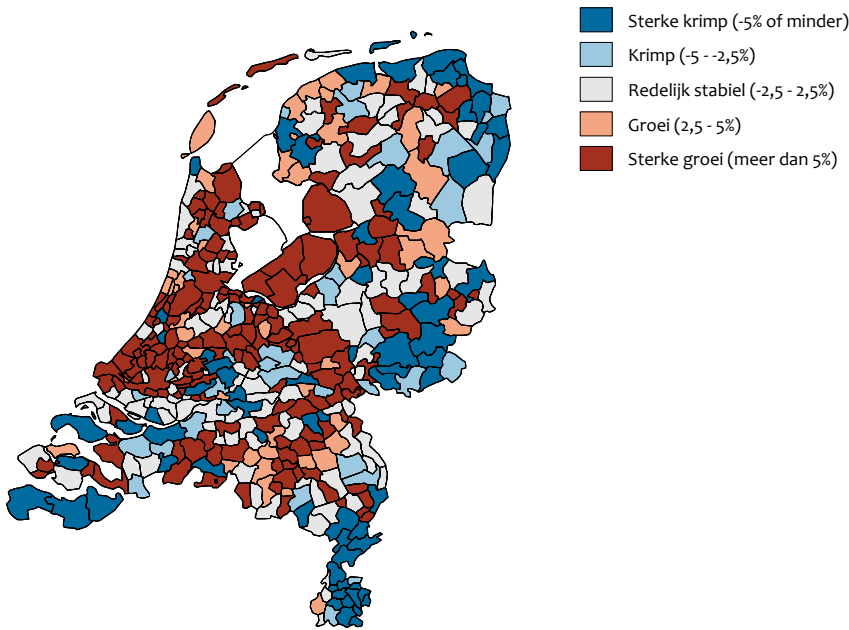 Sterke krimp (-5% of minder)
Krimp (-5 - -2,5%)
Redelijk stabiel (-2,5 - 2,5%)
Groei (2,5 - 5%)
Sterke groei (meer dan 5%)